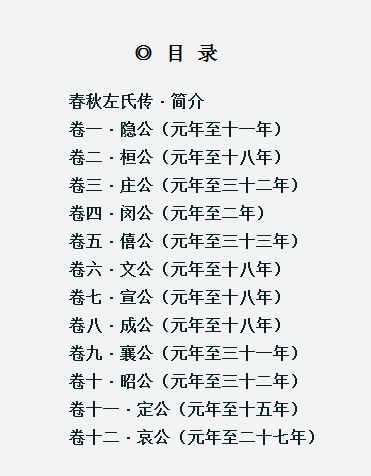 ◎ 目 录
春秋左氏传·简介
卷一·隐公（元年至十一年）
卷二·桓公（元年至十八年）
卷三·庄公（元年至三十二年）
卷四·闵公（元年至二年）
卷五·僖公（元年至三十三年）
卷六·文公（元年至十八年）
卷七·宣公（元年至十八年）
卷八·成公（元年至十八年）
卷九·襄公（元年至三十一年）
卷十·昭公（元年至三十二年）
卷十一·定公（元年至十五年）
卷十二·哀公（元年至二十七年）